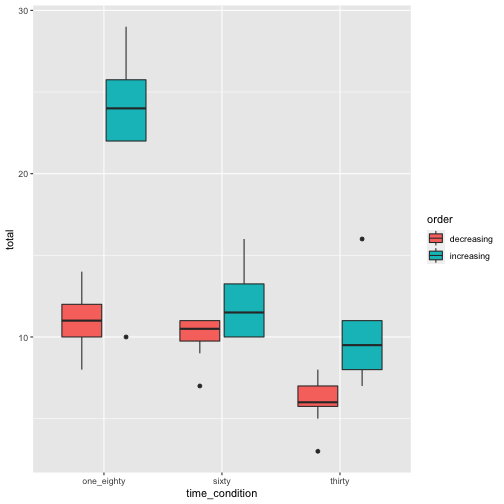 30
20
10
total
one_eighty
sixty
thirty
time_condition
order
decreasing
increasing